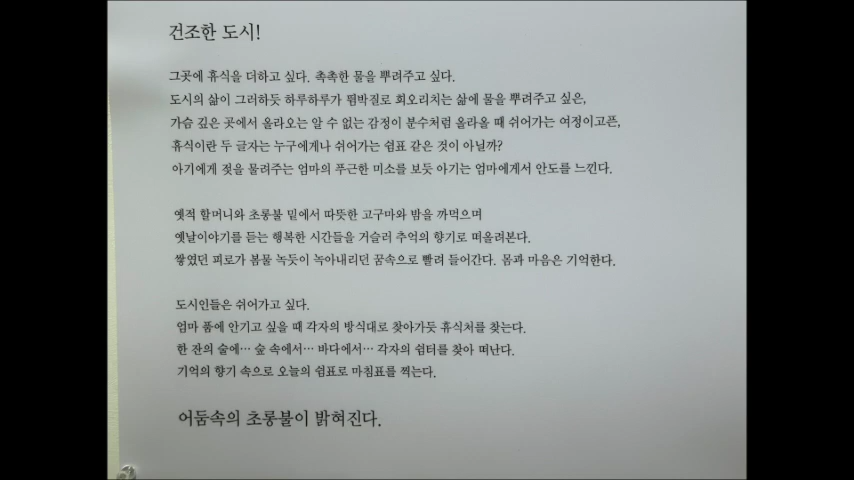 건조한 도시!
그곳에 휴식을 더하고 싶다. 촉촉한 물을 뿌려주고 싶다.
도시의 삶이 그러하듯 하루하루가 뜀박질로 회오리치는 삶에 물을 뿌려주고 싶은,
가슴 깊은 곳에서 올라오는 알 수 없는 감정이 분수처럼 올라올 때 쉬어가는 여정이고픈,
휴식이란 두 글자는 누구에게나 쉬어가는 쉼표 같은 것이 아닐까?
아기에게 젖을 물려주는 엄마의 푸근한 미소를 보듯 아기는 엄마에게서 안도를 느낀다.
옛적 할머니와 초롱불 밑에서 따뜻한 고구마와 밤을 까먹으며
옛날이야기를 듣는 행복한 시간들을 거슬러 추억의 향기로 떠올려본다.
쌓였던 피로가 봄물 녹듯이 녹아내리던 꿈속으로 빨려 들어간다. 몸과 마음은 기억한다.
도시인들은 쉬어가고 싶다.
엄마 품에 안기고 싶을 때 각자의 방식대로 찾아가듯 휴식처를 찾는다.
한 잔의 술에… 숲 속에서… 바다에서… 각자의 쉼터를 찾아 떠난다.
기억의 향기 속으로 오늘의 쉼표로 마침표를 찍는다.
어둠속의 초롱불이 밝혀진다.